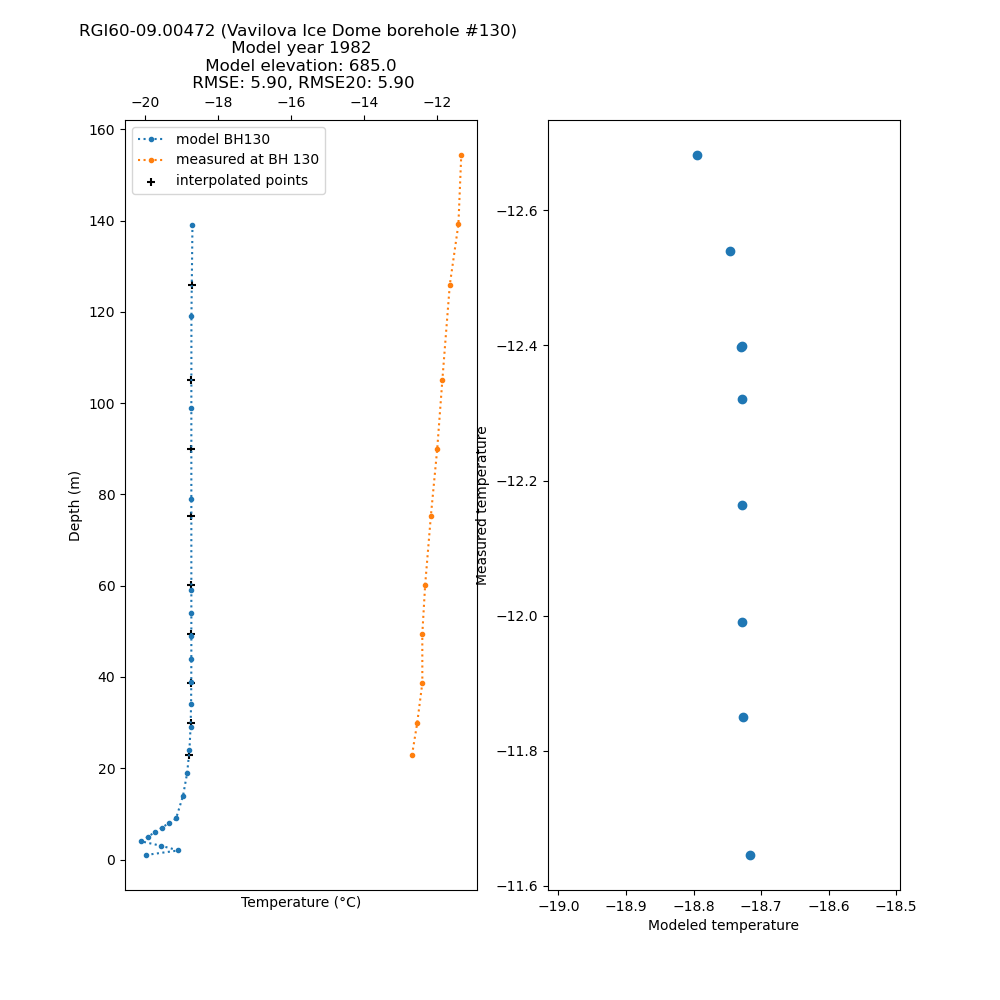 RGI60-09.00472 (Vavilova Ice Dome borehole #130)
Model year 1982
Model elevation: 685.0
RMSE: 5.90, RMSE20: 5.90
−20 −18 −16 −14 −12
model BH130
measured at BH 130
interpolated points
160
140
120
100
80
60
40
20
0
Depth (m)
Temperature (°C)
Measured temperature
−12.6
−12.4
−12.2
−12.0
−11.8
−11.6
−19.0 −18.9 −18.8 −18.7 −18.6 −18.5
Modeled temperature